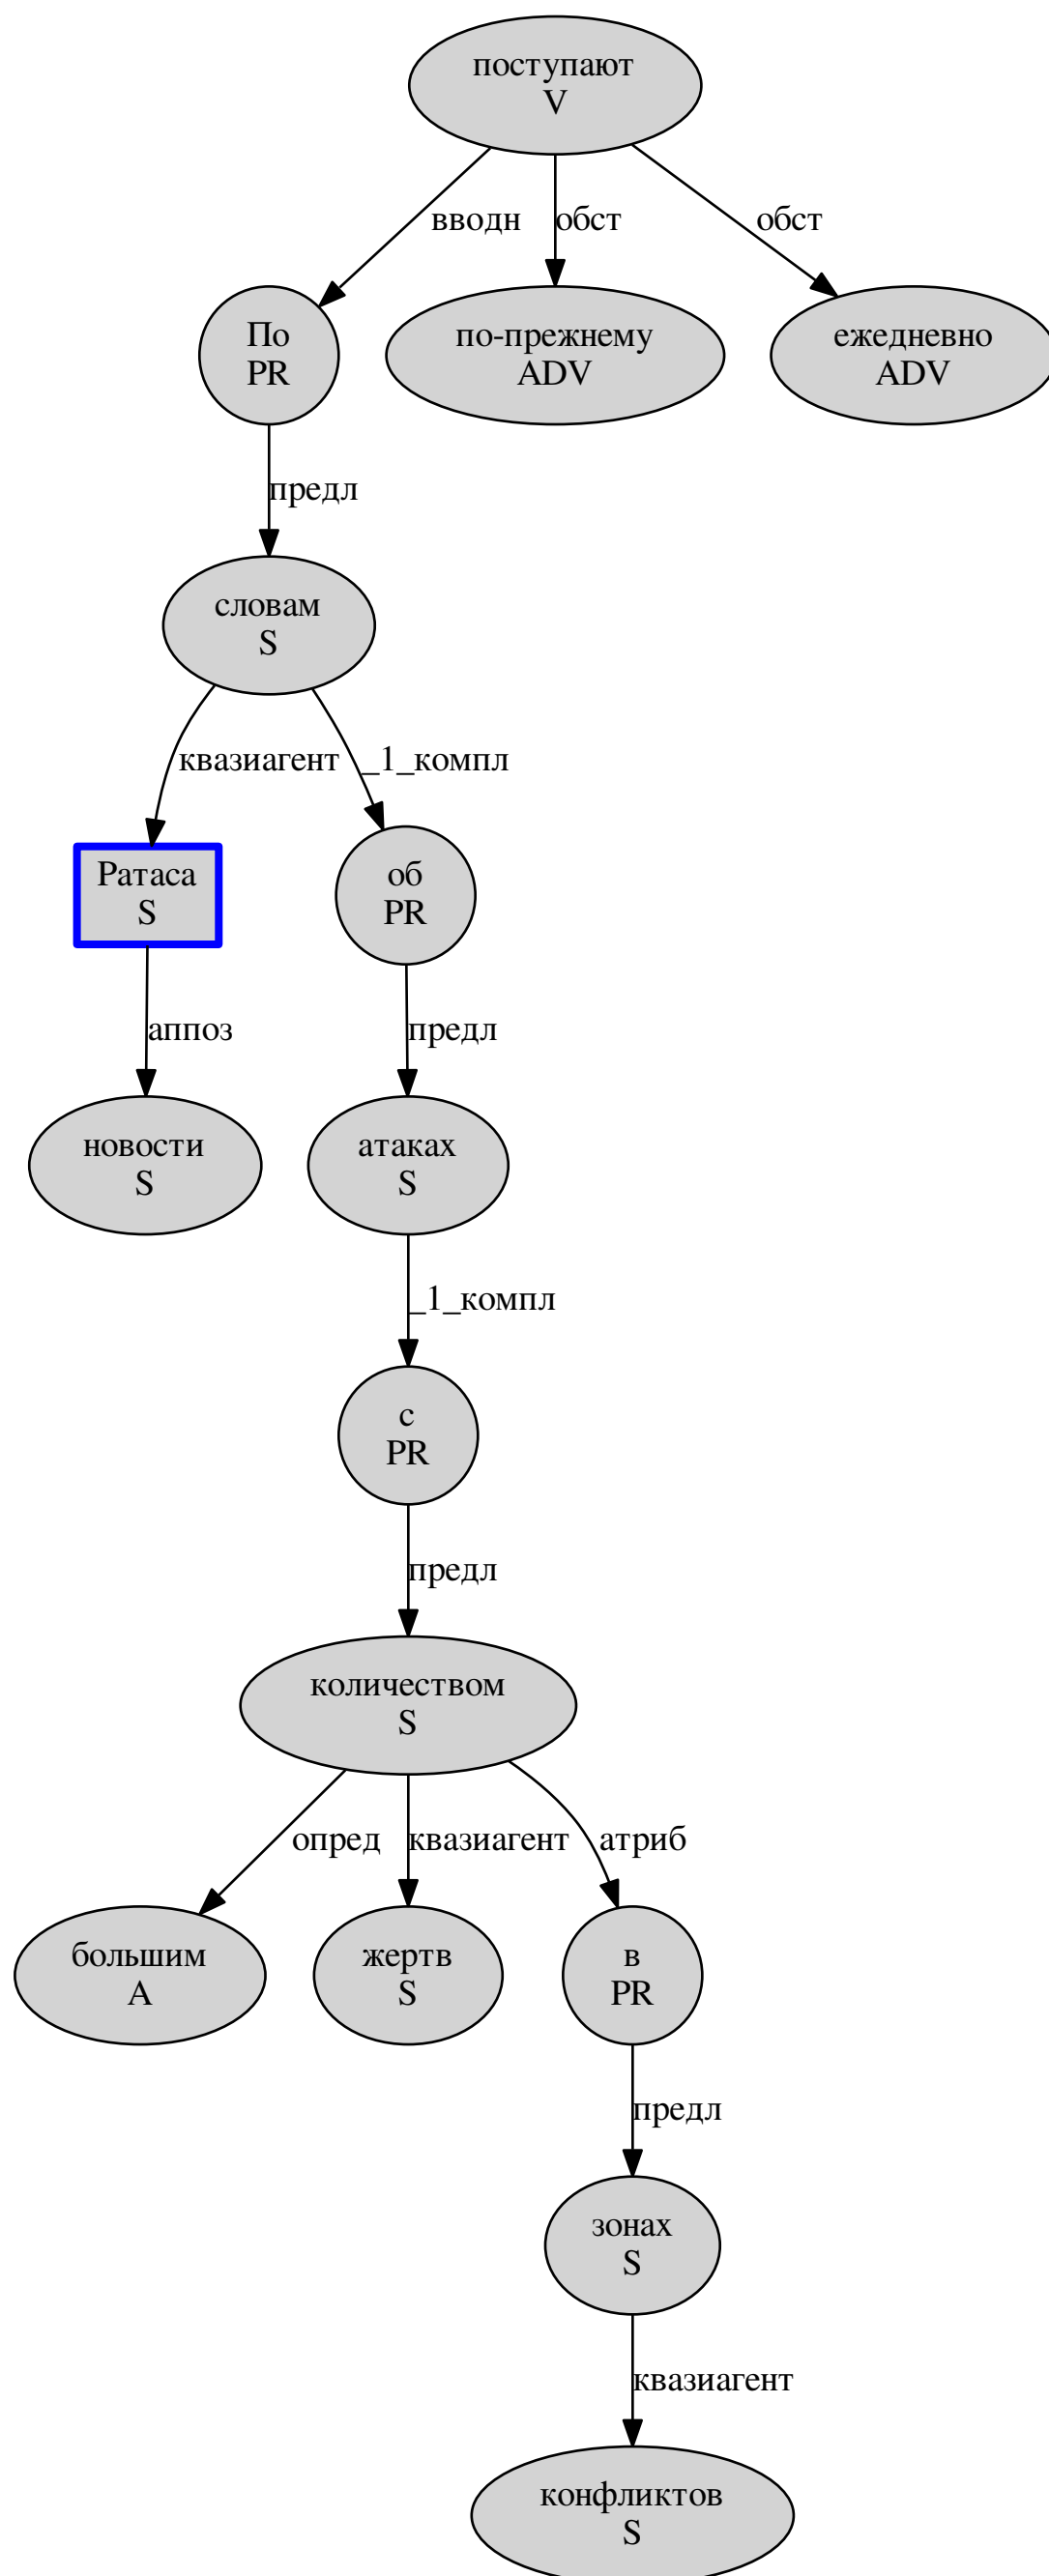 поступают
V
вводн
обст
обст
По
PR
по-прежнему
ADV
ежедневно
ADV
предл
словам
S
квазиагент
_1_компл
Ратаса
S
об
PR
аппоз
предл
новости
S
атаках
S
_1_компл
с
PR
предл
количеством
S
опред
квазиагент
атриб
большим
A
жертв
S
в
PR
предл
зонах
S
квазиагент
конфликтов
S